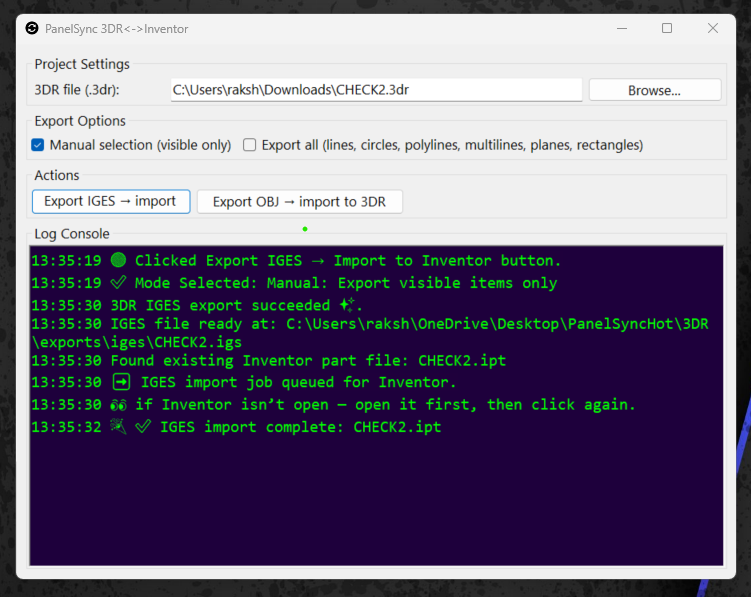 PanelSync 3DR<->Inventor
Project Settings
3DR file (.3dr): C:\Users\raksh\Downloads\CHECK2.3dr Browse...
Export Options
Manual selection (visible only) Export all (lines, circles, polylines, multilines, planes, rectangles)
Actions
Export IGES → import Export OBJ → import to 3DR
Log Console
13:35:19 🟢 Clicked Export IGES → Import to Inventor button.
13:35:19 ✅ Mode Selected: Manual: Export visible items only
13:35:30 3DR IGES export succeeded ✨.
13:35:30 IGES file ready at: C:\Users\raksh\OneDrive\Desktop\PanelSyncHot\3DR
\exports\iges\CHECK2.igs
13:35:30 Found existing Inventor part file: CHECK2.ipt
13:35:30 ➡️ IGES import job queued for Inventor.
13:35:30 👀 if Inventor isn’t open — open it first, then click again.
13:35:32 🎉 ✅ IGES import complete: CHECK2.ipt